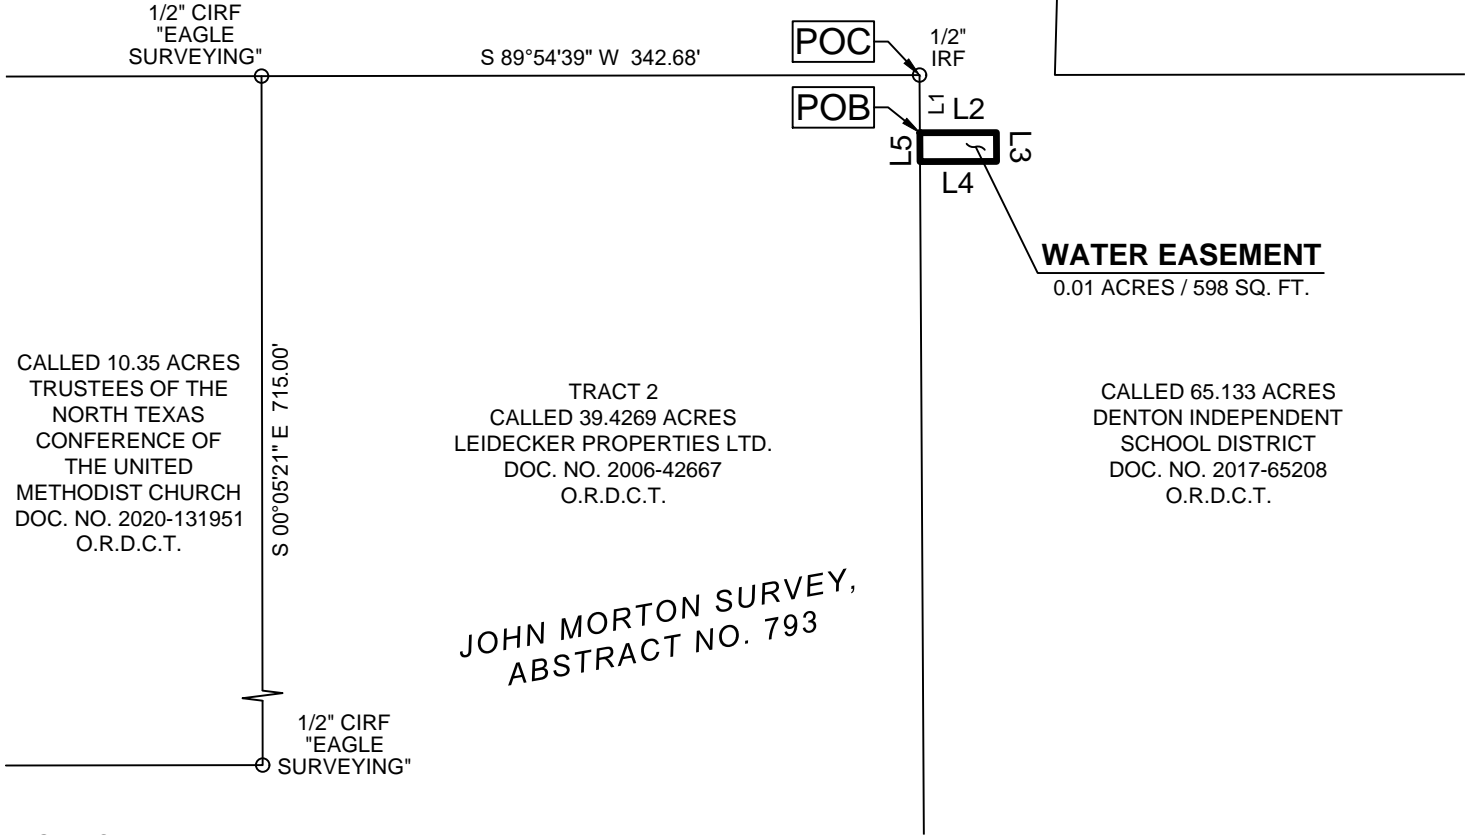 1/2" CIRF
"EAGLE
SURVEYING"
S 89°54'39" W 342.68'
POC
1/2"
IRF
POB
L1
L2
L5
L3
L4
WATER EASEMENT
0.01 ACRES / 598 SQ. FT.
CALLED 10.35 ACRES
TRUSTEES OF THE
NORTH TEXAS
CONFERENCE OF
THE UNITED
METHODIST CHURCH
DOC. NO. 2020-131951
O.R.D.C.T.
S 00°05'21" E 715.00'
TRACT 2
CALLED 39.4269 ACRES
LEIDECKER PROPERTIES LTD.
DOC. NO. 2006-42667
O.R.D.C.T.
CALLED 65.133 ACRES
DENTON INDEPENDENT
SCHOOL DISTRICT
DOC. NO. 2017-65208
O.R.D.C.T.
JOHN MORTON SURVEY,
ABSTRACT NO. 793
1/2" CIRF
"EAGLE
SURVEYING"